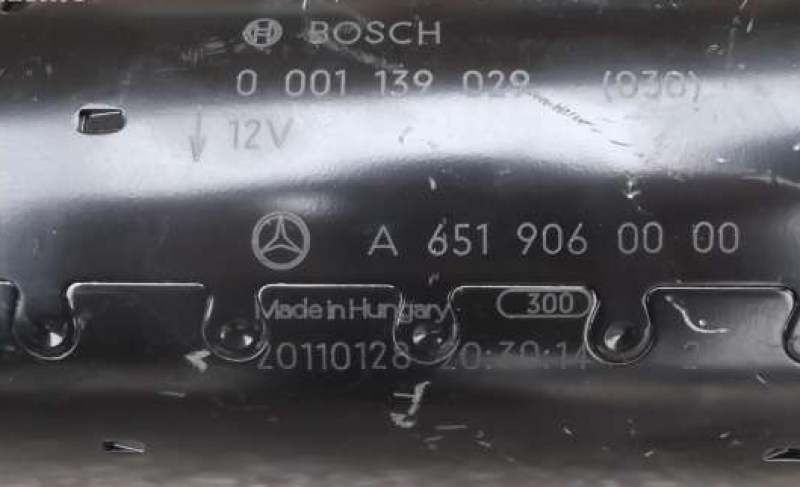 BOSCH
0 001 139 029 (838)
12V
A 651 906 00 00
Made in Hungary 300
20110128 20:30:14 2